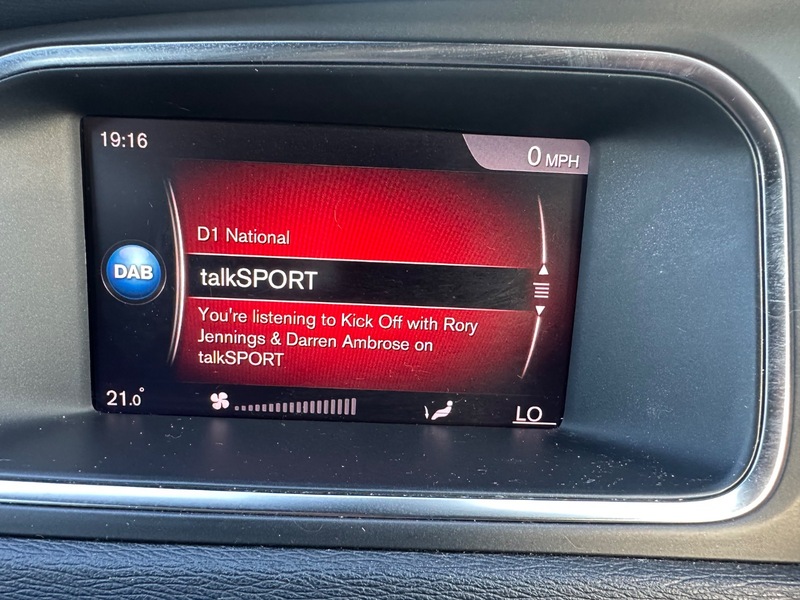 19:16
0 MPH
D1 National
DAB
talkSPORT
You're listening to Kick Off with Rory
Jennings & Darren Ambrose on
talkSPORT
21.0°
LO